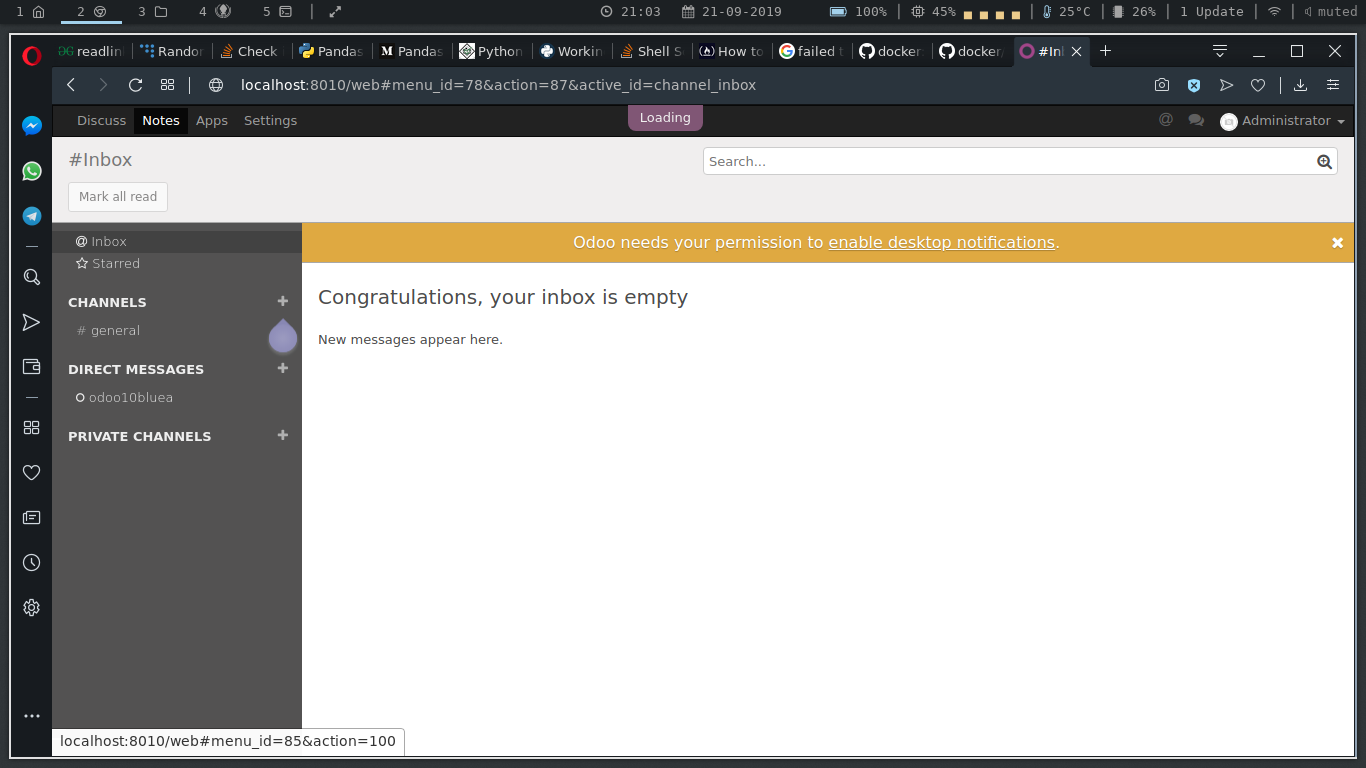 1 2 3 4 5 21:03 21-09-2019 100% 45% 25°C 26% 1 Update muted
readlin Randor Check Pandas Pandas Python Workin Shell S How to failed t docker docker/ #Inl
localhost:8010/web#menu_id=78&action=87&active_id=channel_inbox
Discuss Notes Apps Settings Loading @ Administrator
#Inbox Search...
Mark all read
@ Inbox Odoo needs your permission to enable desktop notifications.
Starred
Congratulations, your inbox is empty
CHANNELS +
# general
New messages appear here.
DIRECT MESSAGES +
odoo10bluea
PRIVATE CHANNELS +
localhost:8010/web#menu_id=85&action=100